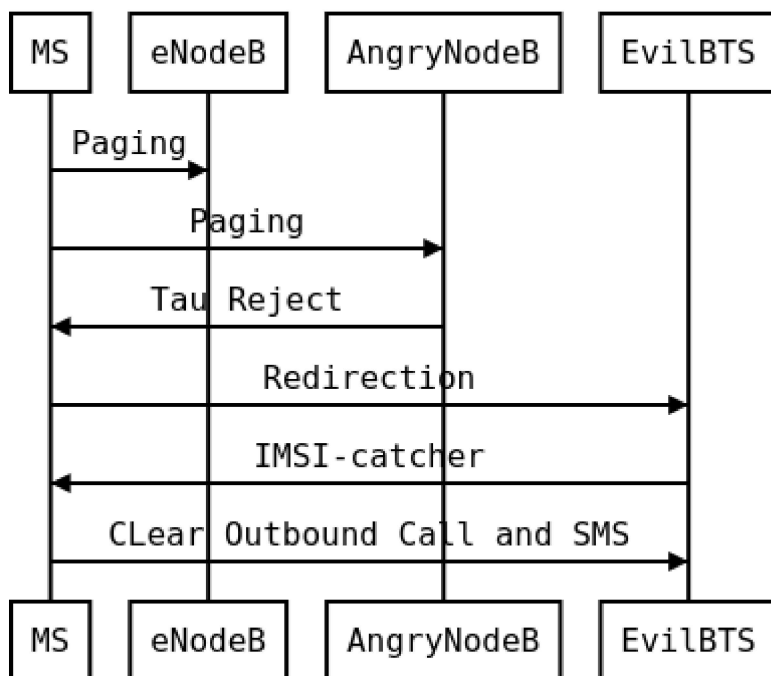 MS eNodeB AngryNodeB EvilBTS
Paging
Paging
Tau Reject
Redirection
IMSI-catcher
CLear Outbound Call and SMS
MS eNodeB AngryNodeB EvilBTS